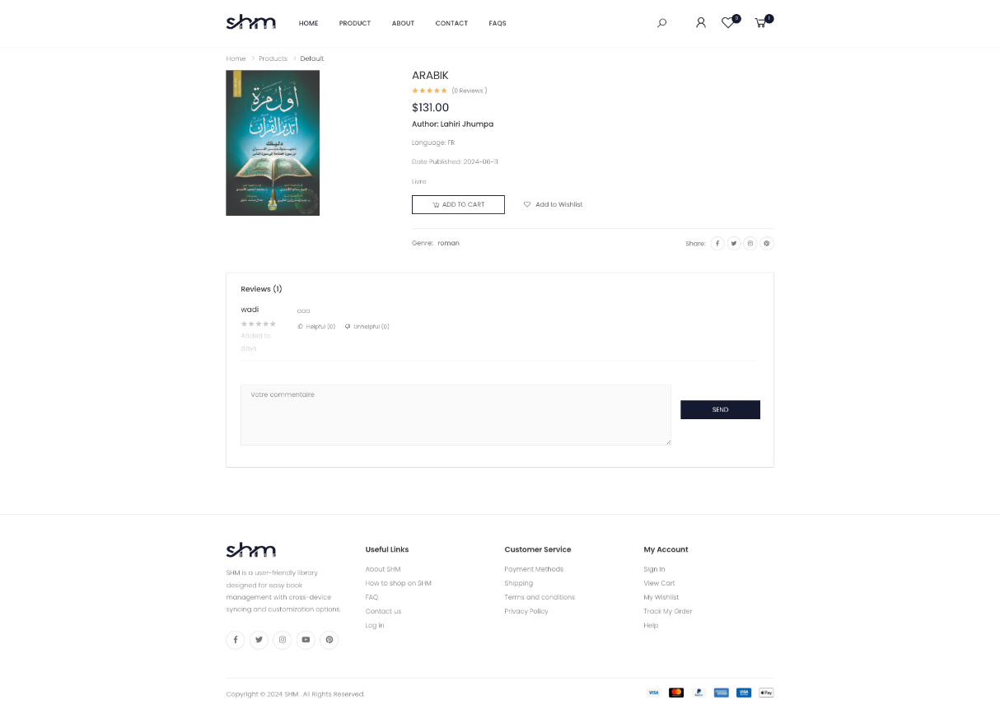 shm
HOME PRODUCT ABOUT CONTACT FAQS
0
1
Home Products Default
أول مرة
أتدبر القرآن
دليلك
ARABIK
(0 Reviews )
$131.00
Author: Lahiri Jhumpa
Language: FR
Date Published: 2024-06-11
Livre
ADD TO CART
Add to Wishlist
Genre: roman
Share:
Reviews (1)
wadi
aaa
Helpful (0) Unhelpful (0)
Added to
days
Votre commentaire
SEND
shm
SHM is a user-friendly library
designed for easy book
management with cross-device
syncing and customization options.
Useful Links
About SHM
How to shop on SHM
FAQ
Contact us
Log in
Customer Service
Payment Methods
Shipping
Terms and conditions
Privacy Policy
My Account
Sign In
View Cart
My Wishlist
Track My Order
Help
Copyright © 2024 SHM . All Rights Reserved.
VISA
PayPal
VISA
Pay